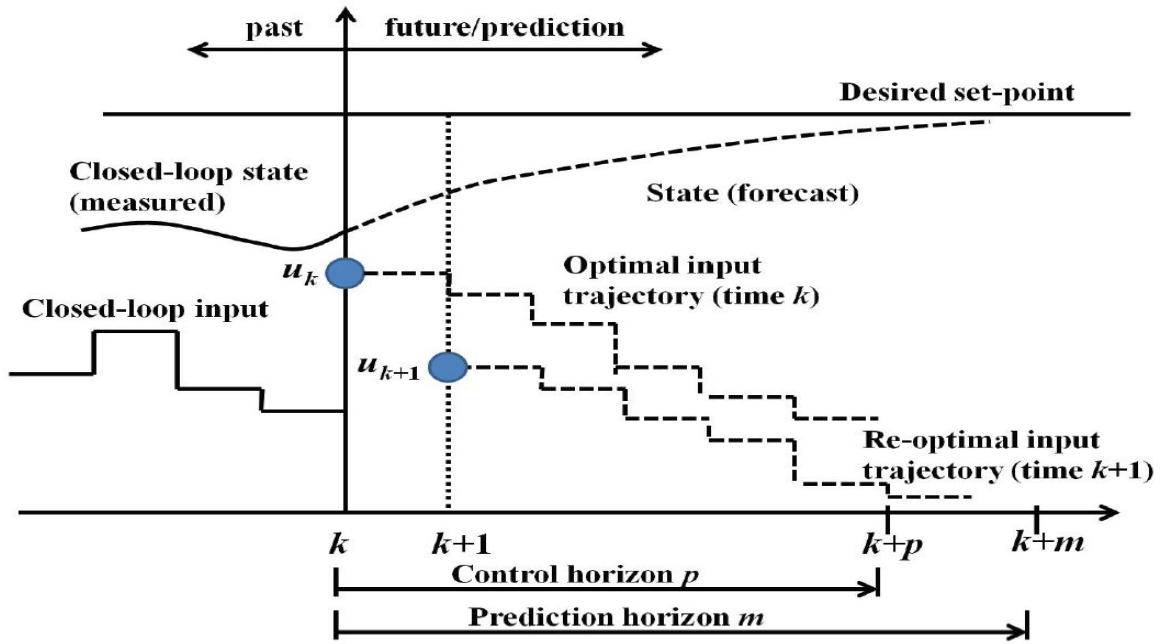 past
future/prediction
Desired set-point
Closed-loop state
(measured)
State (forecast)
u_k
Optimal input
trajectory (time k)
Closed-loop input
u_{k+1}
Re-optimal input
trajectory (time k+1)
k
k+1
k+p
k+m
Control horizon p
Prediction horizon m